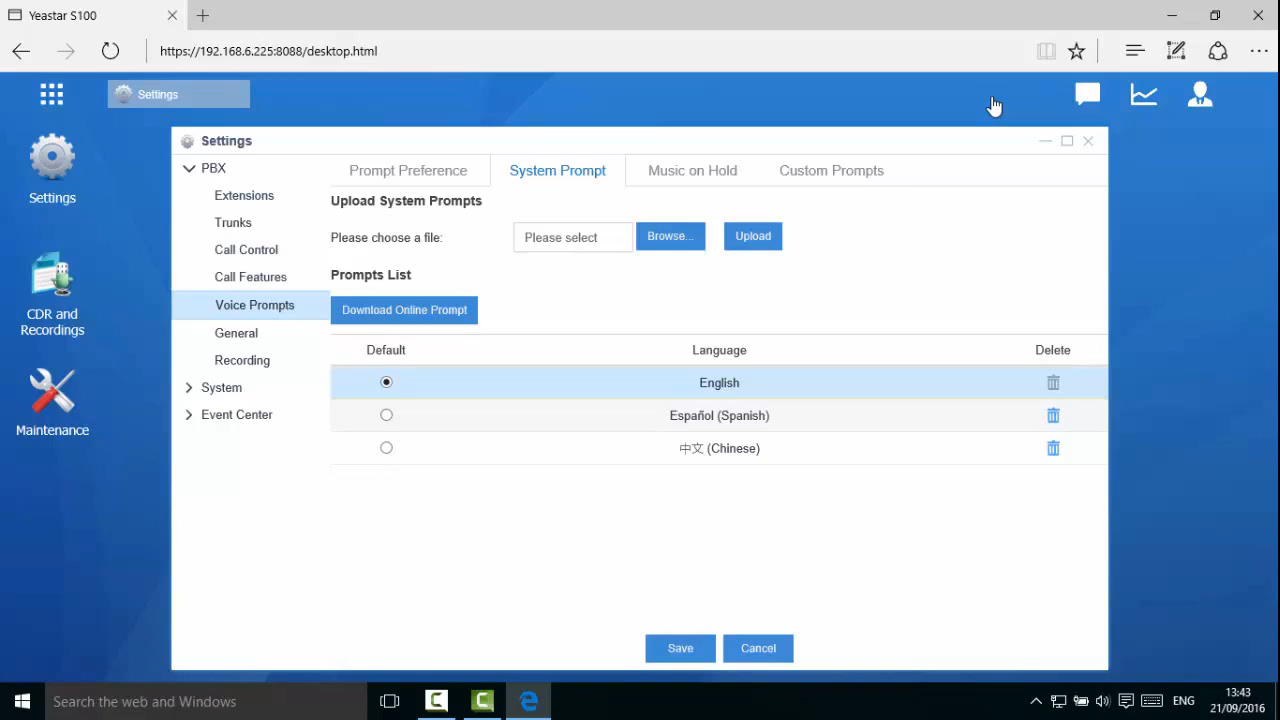 Yeastar S100
https://192.168.6.225:8088/desktop.html
Settings
Settings
CDR and
Recordings
Maintenance
Settings
PBX
Extensions
Trunks
Call Control
Call Features
Voice Prompts
General
Recording
System
Event Center
Prompt Preference
System Prompt
Music on Hold
Custom Prompts
Upload System Prompts
Please choose a file:
Please select
Browse...
Upload
Prompts List
Download Online Prompt
Default Language Delete
English
Español (Spanish)
中文 (Chinese)
Save
Cancel
Search the web and Windows
ENG
13:43
21/09/2016